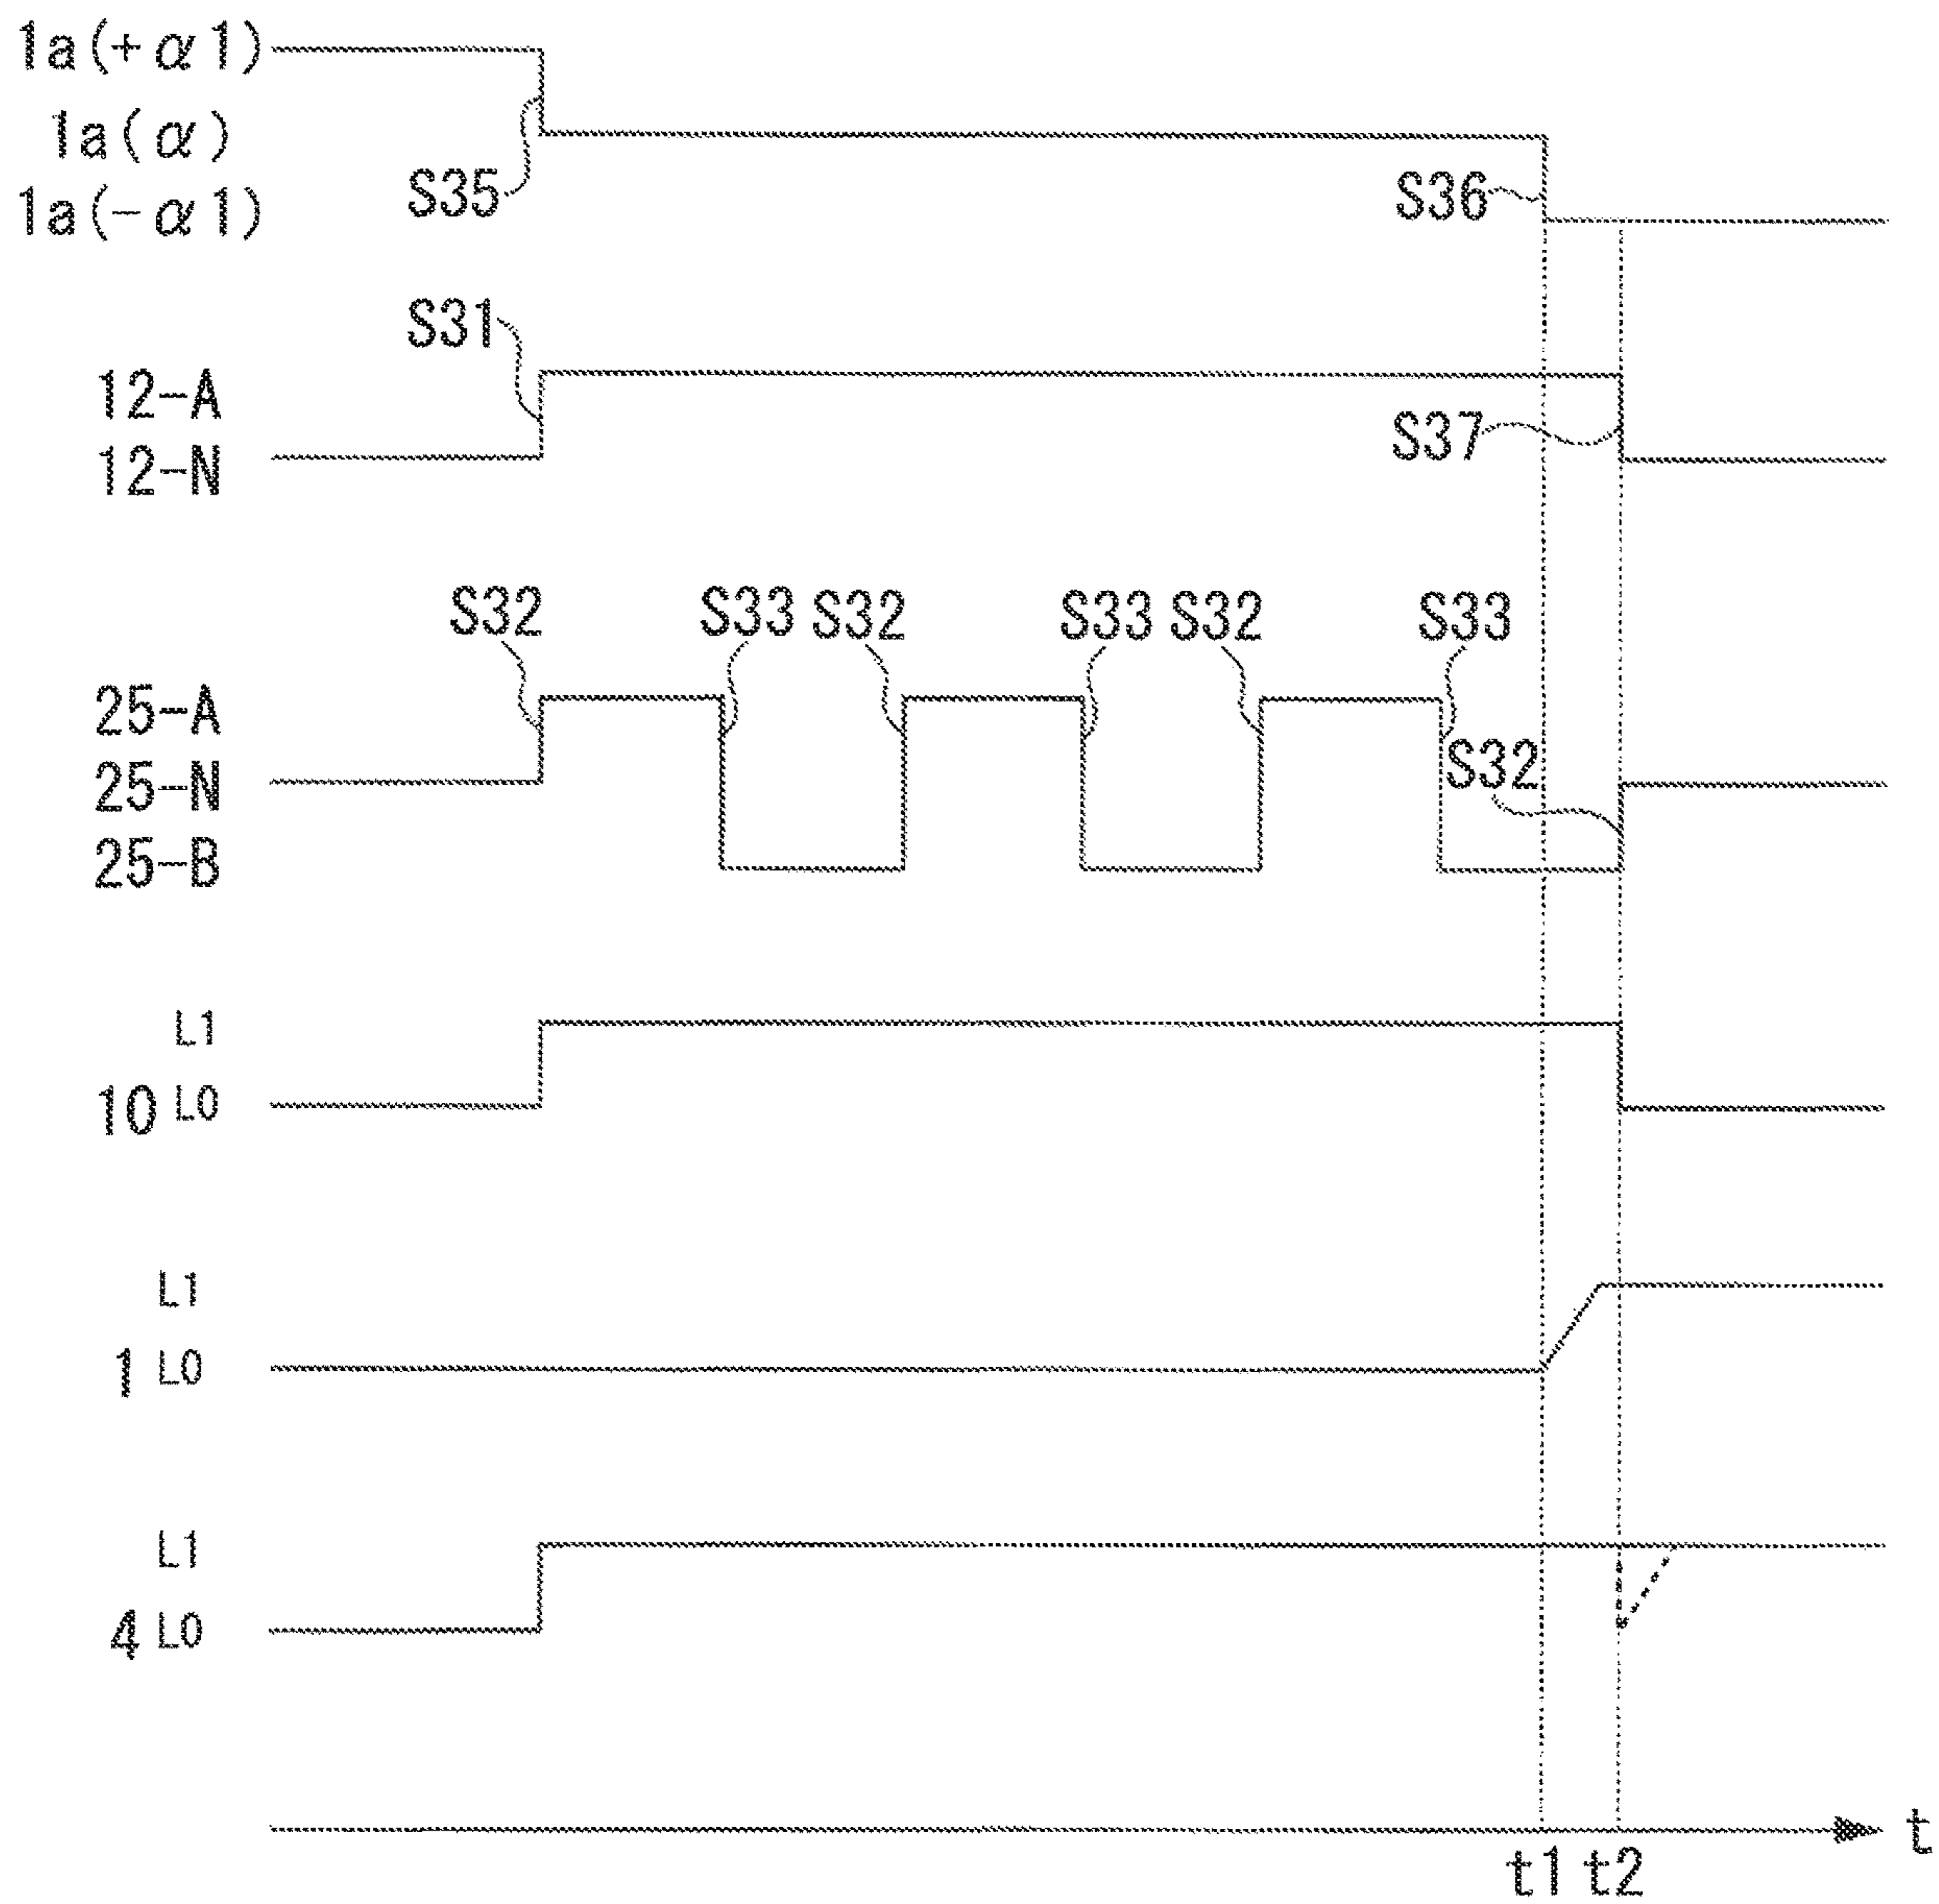 1a(+α1)
1a(α)
S35
S36
1a(-α1)
S31
12-A
S37
12-N
S32 S33 S32 S33 S32 S33
25-A
25-N
S32
25-B
L1
10 L0
L1
1 L0
L1
4 L0
t
t1 t2